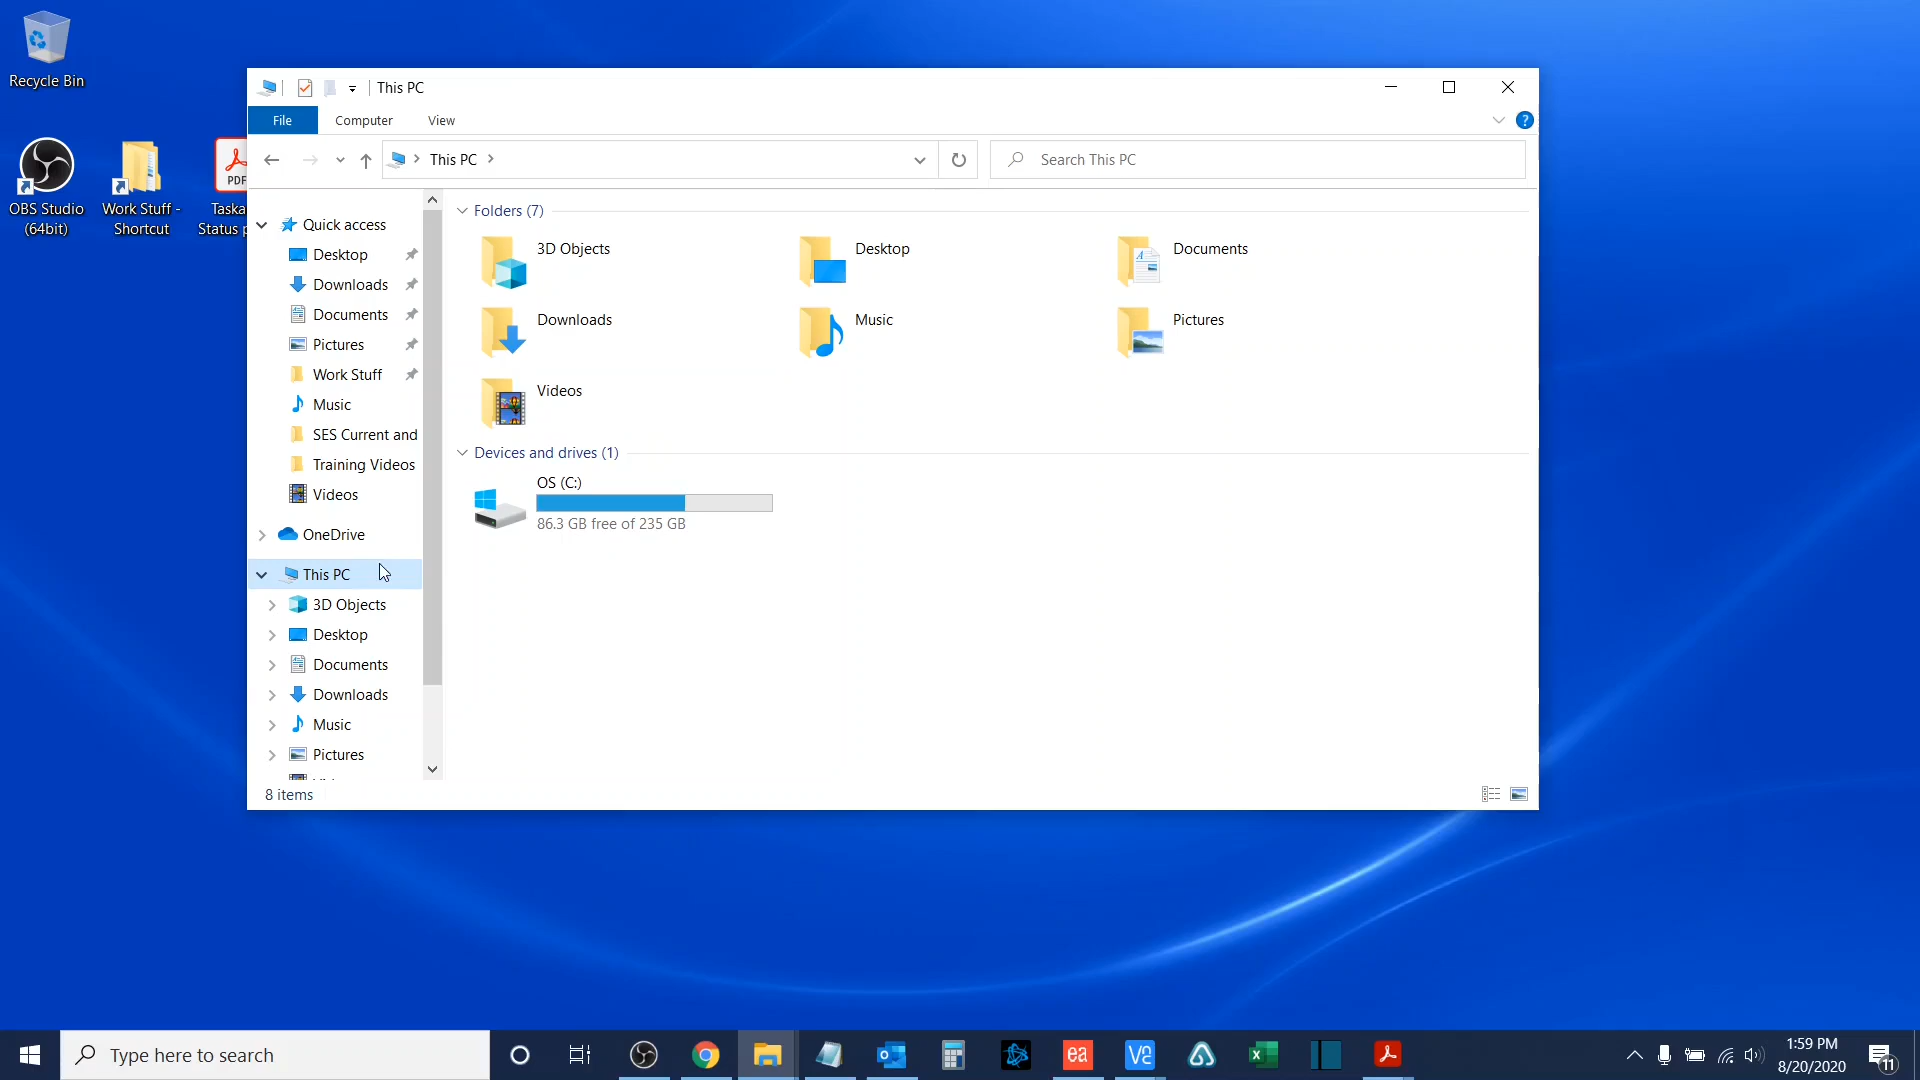 Recycle Bin
OBS Studio
(64bit)
Work Stuff -
Shortcut
PDF
Taska
Status p
This PC
File
Computer
View
?
This PC
Search This PC
Quick access
Desktop
Downloads
Documents
Pictures
Work Stuff
Music
SES Current and
Training Videos
Videos
OneDrive
This PC
3D Objects
Desktop
Documents
Downloads
Music
Pictures
Folders (7)
3D Objects
Desktop
Documents
Downloads
Music
Pictures
Videos
Devices and drives (1)
OS (C:)
86.3 GB free of 235 GB
8 items
Type here to search
ea
1:59 PM
8/20/2020
11